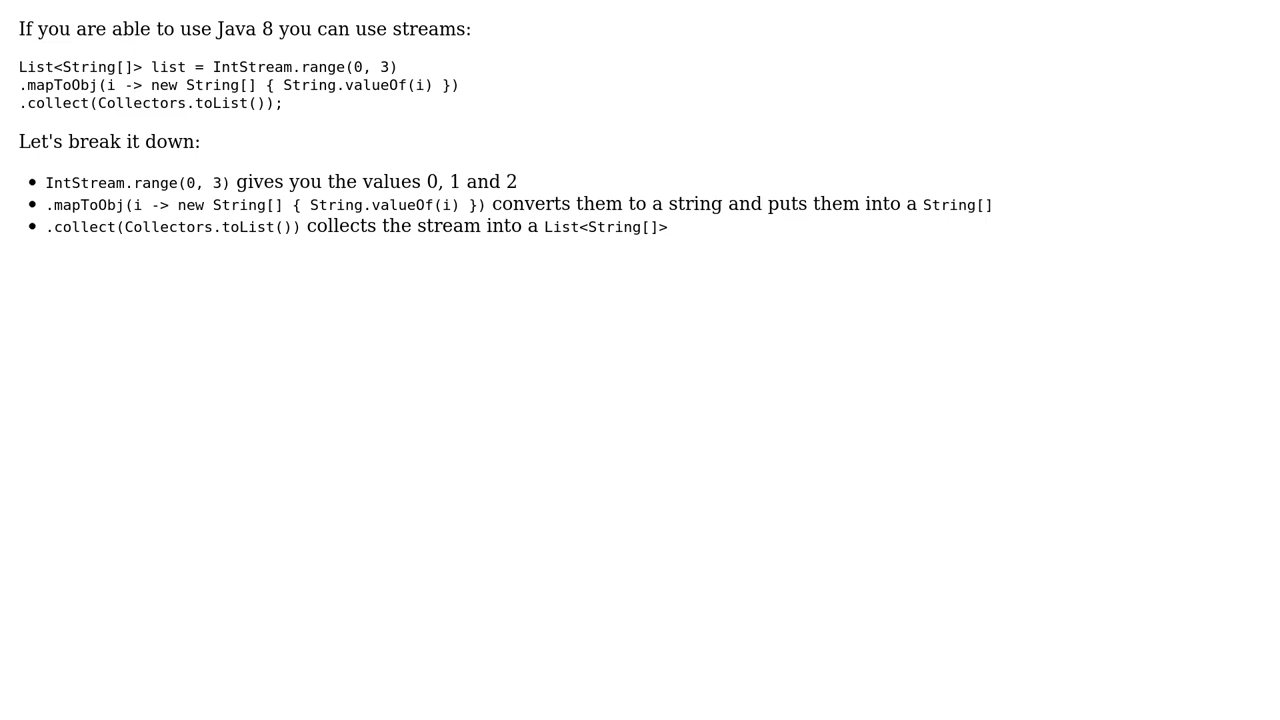 If you are able to use Java 8 you can use streams:
List<String[]> list = IntStream.range(0, 3)
.mapToObj(i -> new String[] { String.valueOf(i) })
.collect(Collectors.toList());
Let's break it down:
• IntStream.range(0, 3) gives you the values 0, 1 and 2
• .mapToObj(i -> new String[] { String.valueOf(i) }) converts them to a string and puts them into a String[]
• .collect(Collectors.toList()) collects the stream into a List<String[]>